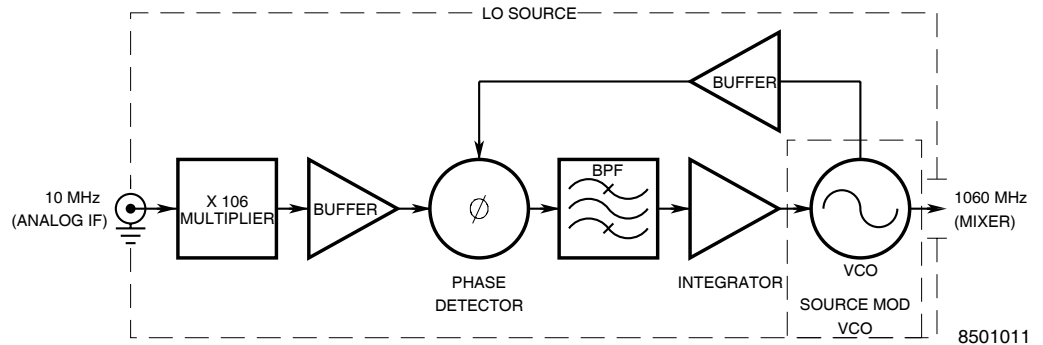 LO SOURCE
BUFFER
10 MHz
(ANALOG IF)
X 106
MULTIPLIER
BUFFER
∅
BPF
1060 MHz
(MIXER)
PHASE
DETECTOR
INTEGRATOR
VCO
SOURCE MOD
VCO
8501011